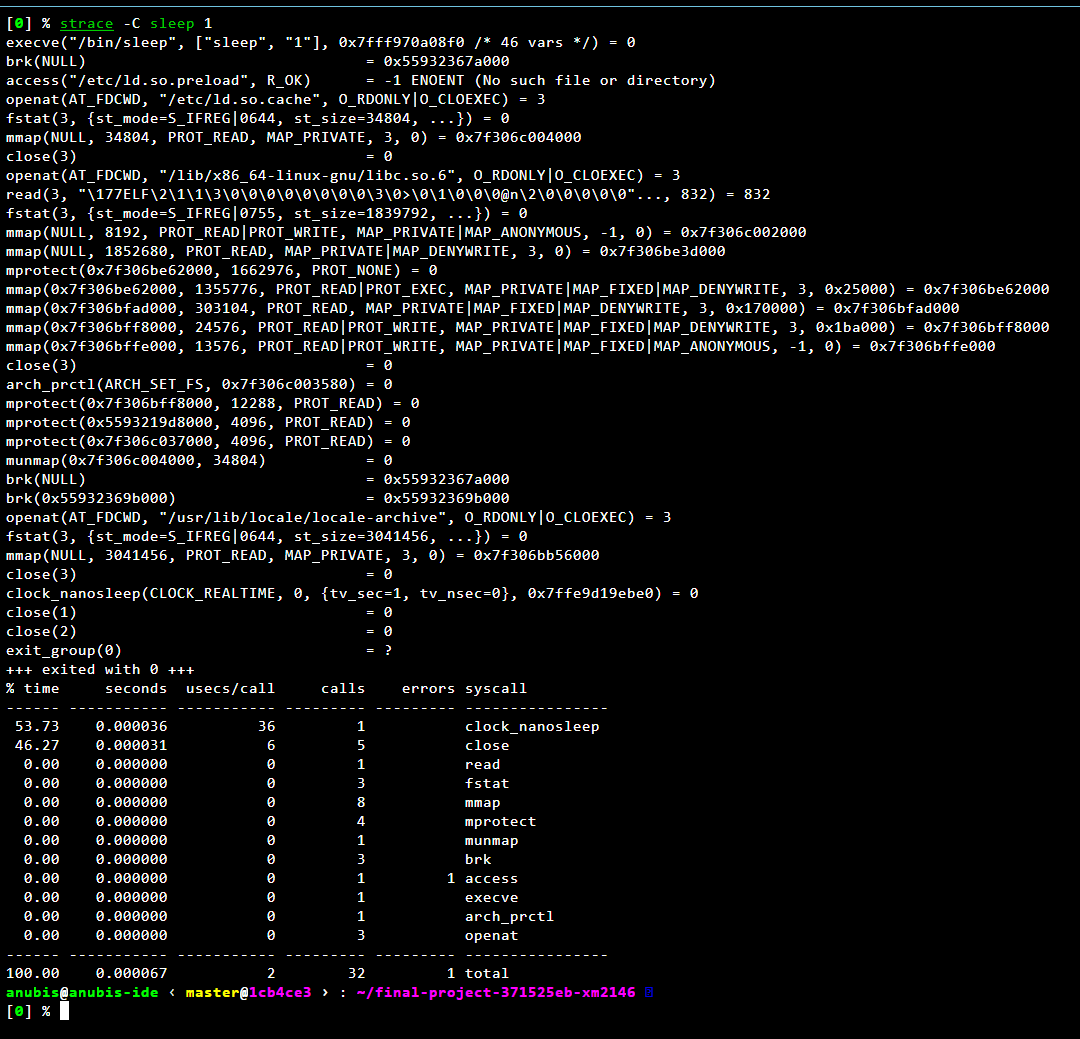 [0] % strace -C sleep 1
execve("/bin/sleep", ["sleep", "1"], 0x7fff970a08f0 /* 46 vars */) = 0
brk(NULL)                               = 0x55932367a000
access("/etc/ld.so.preload", R_OK)      = -1 ENOENT (No such file or directory)
openat(AT_FDCWD, "/etc/ld.so.cache", O_RDONLY|O_CLOEXEC) = 3
fstat(3, {st_mode=S_IFREG|0644, st_size=34804, ...}) = 0
mmap(NULL, 34804, PROT_READ, MAP_PRIVATE, 3, 0) = 0x7f306c004000
close(3)                                = 0
openat(AT_FDCWD, "/lib/x86_64-linux-gnu/libc.so.6", O_RDONLY|O_CLOEXEC) = 3
read(3, "\177ELF\2\1\1\3\0\0\0\0\0\0\0\0\3\0>\0\1\0\0\0@n\2\0\0\0\0\0"..., 832) = 832
fstat(3, {st_mode=S_IFREG|0755, st_size=1839792, ...}) = 0
mmap(NULL, 8192, PROT_READ|PROT_WRITE, MAP_PRIVATE|MAP_ANONYMOUS, -1, 0) = 0x7f306c002000
mmap(NULL, 1852680, PROT_READ, MAP_PRIVATE|MAP_DENYWRITE, 3, 0) = 0x7f306be3d000
mprotect(0x7f306be62000, 1662976, PROT_NONE) = 0
mmap(0x7f306be62000, 1355776, PROT_READ|PROT_EXEC, MAP_PRIVATE|MAP_FIXED|MAP_DENYWRITE, 3, 0x25000) = 0x7f306be62000
mmap(0x7f306bfad000, 303104, PROT_READ, MAP_PRIVATE|MAP_FIXED|MAP_DENYWRITE, 3, 0x170000) = 0x7f306bfad000
mmap(0x7f306bff8000, 24576, PROT_READ|PROT_WRITE, MAP_PRIVATE|MAP_FIXED|MAP_DENYWRITE, 3, 0x1ba000) = 0x7f306bff8000
mmap(0x7f306bffe000, 13576, PROT_READ|PROT_WRITE, MAP_PRIVATE|MAP_FIXED|MAP_ANONYMOUS, -1, 0) = 0x7f306bffe000
close(3)                                = 0
arch_prctl(ARCH_SET_FS, 0x7f306c003580) = 0
mprotect(0x7f306bff8000, 12288, PROT_READ) = 0
mprotect(0x5593219d8000, 4096, PROT_READ) = 0
mprotect(0x7f306c037000, 4096, PROT_READ) = 0
munmap(0x7f306c004000, 34804)           = 0
brk(NULL)                               = 0x55932367a000
brk(0x55932369b000)                     = 0x55932369b000
openat(AT_FDCWD, "/usr/lib/locale/locale-archive", O_RDONLY|O_CLOEXEC) = 3
fstat(3, {st_mode=S_IFREG|0644, st_size=3041456, ...}) = 0
mmap(NULL, 3041456, PROT_READ, MAP_PRIVATE, 3, 0) = 0x7f306bb56000
close(3)                                = 0
clock_nanosleep(CLOCK_REALTIME, 0, {tv_sec=1, tv_nsec=0}, 0x7ffe9d19ebe0) = 0
close(1)                                = 0
close(2)                                = 0
exit_group(0)                           = ?
+++ exited with 0 +++
% time     seconds  usecs/call     calls    errors syscall
------ ----------- ----------- --------- --------- ----------------
 53.73    0.000036          36         1           clock_nanosleep
 46.27    0.000031           6         5           close
  0.00    0.000000           0         1           read
  0.00    0.000000           0         3           fstat
  0.00    0.000000           0         8           mmap
  0.00    0.000000           0         4           mprotect
  0.00    0.000000           0         1           munmap
  0.00    0.000000           0         3           brk
  0.00    0.000000           0         1         1 access
  0.00    0.000000           0         1           execve
  0.00    0.000000           0         1           arch_prctl
  0.00    0.000000           0         3           openat
------ ----------- ----------- --------- --------- ----------------
100.00    0.000067           2        32         1 total
anubis@anubis-ide ‹ master@1cb4ce3 › : ~/final-project-371525eb-xm2146
[0] %